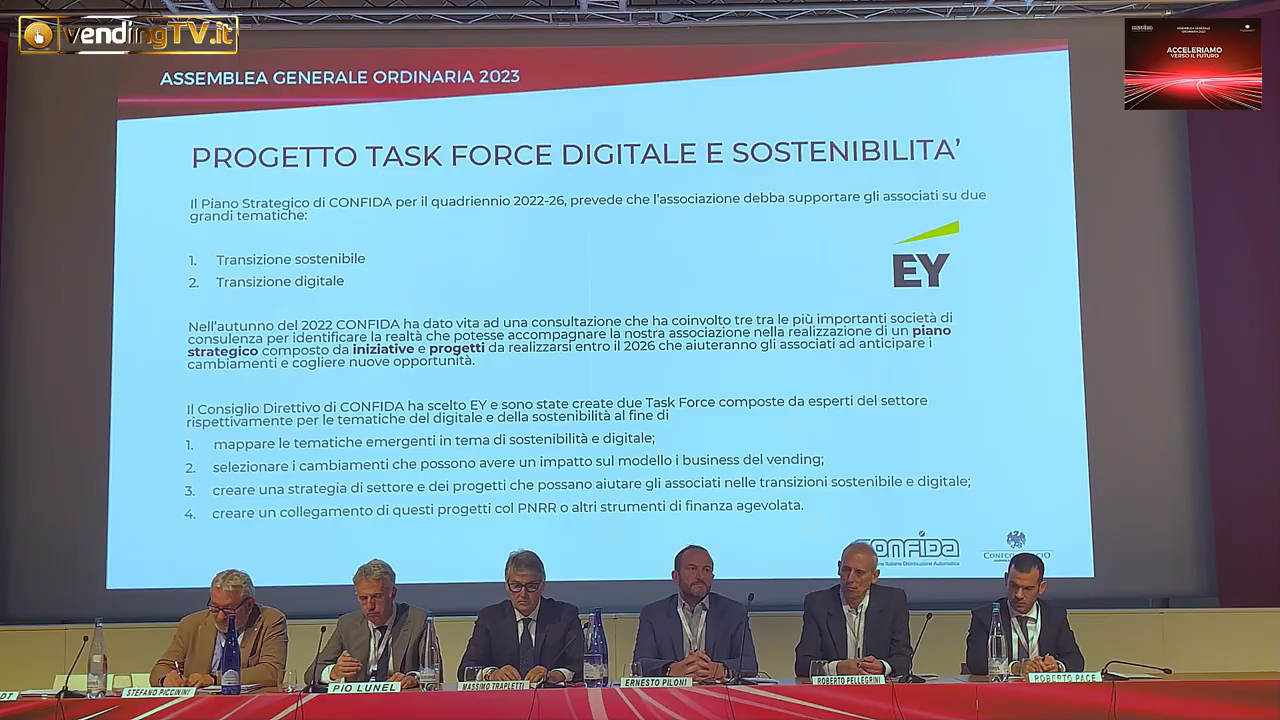 vendingTV.it
ACCELERIAMO
VERSO IL FUTURO
ASSEMBLEA GENERALE ORDINARIA 2023
PROGETTO TASK FORCE DIGITALE E SOSTENIBILITA'
Il Piano Strategico di CONFIDA per il quadriennio 2022-26, prevede che l'associazione debba supportare gli associati su due
grandi tematiche:
1. Transizione sostenibile
2. Transizione digitale
EY
Nell'autunno del 2022 CONFIDA ha dato vita ad una consultazione che ha coinvolto tre tra le più importanti società di
consulenza per identificare la realtà che potesse accompagnare la nostra associazione nella realizzazione di un piano
strategico composto da iniziative e progetti da realizzarsi entro il 2026 che aiuteranno gli associati ad anticipare i
cambiamenti e cogliere nuove opportunità.
Il Consiglio Direttivo di CONFIDA ha scelto EY e sono state create due Task Force composte da esperti del settore
rispettivamente per le tematiche del digitale e della sostenibilità al fine di
1. mappare le tematiche emergenti in tema di sostenibilità e digitale;
2. selezionare i cambiamenti che possono avere un impatto sul modello i business del vending;
3. creare una strategia di settore e dei progetti che possano aiutare gli associati nelle transizioni sostenibile e digitale;
4. creare un collegamento di questi progetti col PNRR o altri strumenti di finanza agevolata.
Italiana Distribuzione Automatica
DT
STEFANO PICCININI
PIO LUNEL
MASSIMO TRAPLETTI
ERNESTO PILONI
ROBERTO PELLEGRINI
ROBERTO PACE